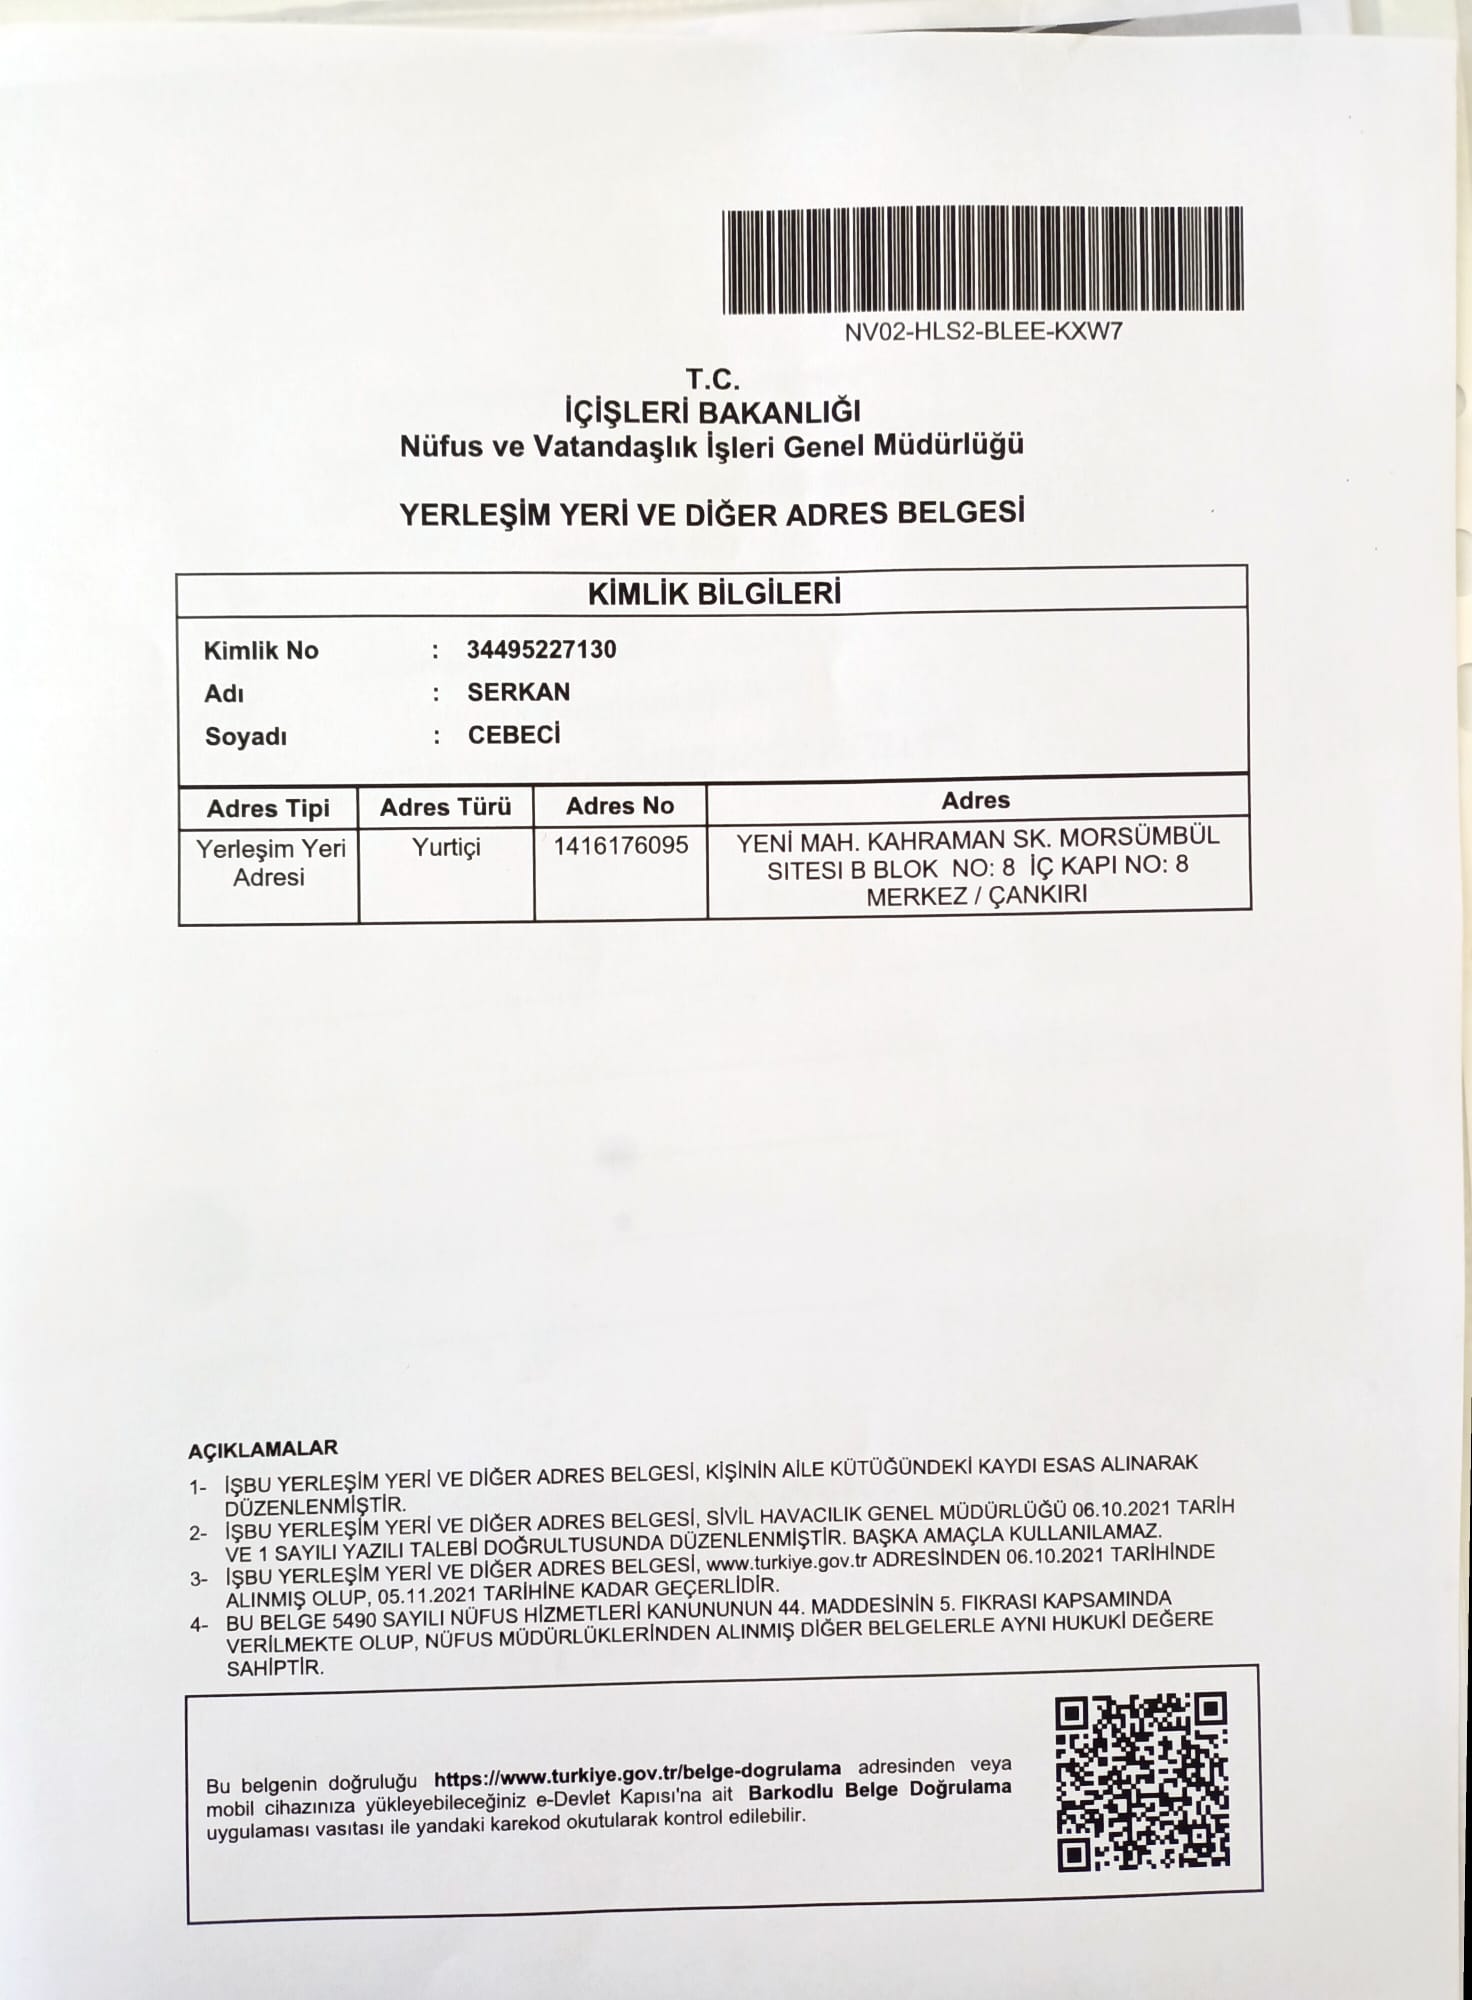 NV02-HLS2-BLEE-KXW7
T.C.
İÇİŞLERİ BAKANLIĞI
Nüfus ve Vatandaşlık İşleri Genel Müdürlüğü
YERLEŞİM YERİ VE DİĞER ADRES BELGESİ
KİMLİK BİLGİLERİ
Kimlik No : 34495227130
Adı : SERKAN
Soyadı : CEBECİ
Adres Tipi Adres Türü Adres No Adres
Yerleşim Yeri Yurtiçi 1416176095 YENİ MAH. KAHRAMAN SK. MORSÜMBÜL
Adresi SITESI B BLOK NO: 8 İÇ KAPI NO: 8
MERKEZ / ÇANKIRI
AÇIKLAMALAR
1- İŞBU YERLEŞİM YERİ VE DİĞER ADRES BELGESİ, KİŞİNİN AİLE KÜTÜĞÜNDEKİ KAYDI ESAS ALINARAK
DÜZENLENMİŞTİR.
2- İŞBU YERLEŞİM YERİ VE DİĞER ADRES BELGESİ, SİVİL HAVACILIK GENEL MÜDÜRLÜĞÜ 06.10.2021 TARİH
VE 1 SAYILI YAZILI TALEBİ DOĞRULTUSUNDA DÜZENLENMİŞTİR. BAŞKA AMAÇLA KULLANILAMAZ.
3- İŞBU YERLEŞİM YERİ VE DİĞER ADRES BELGESİ, www.turkiye.gov.tr ADRESİNDEN 06.10.2021 TARİHİNDE
ALINMIŞ OLUP, 05.11.2021 TARİHİNE KADAR GEÇERLİDİR.
4- BU BELGE 5490 SAYILI NÜFUS HİZMETLERİ KANUNUNUN 44. MADDESİNİN 5. FIKRASI KAPSAMINDA
VERİLMEKTE OLUP, NÜFUS MÜDÜRLÜKLERİNDEN ALINMIŞ DİĞER BELGELERLE AYNI HUKUKİ DEĞERE
SAHİPTİR.
Bu belgenin doğruluğu https://www.turkiye.gov.tr/belge-dogrulama adresinden veya
mobil cihazınıza yükleyebileceğiniz e-Devlet Kapısı'na ait Barkodlu Belge Doğrulama
uygulaması vasıtası ile yandaki karekod okutularak kontrol edilebilir.